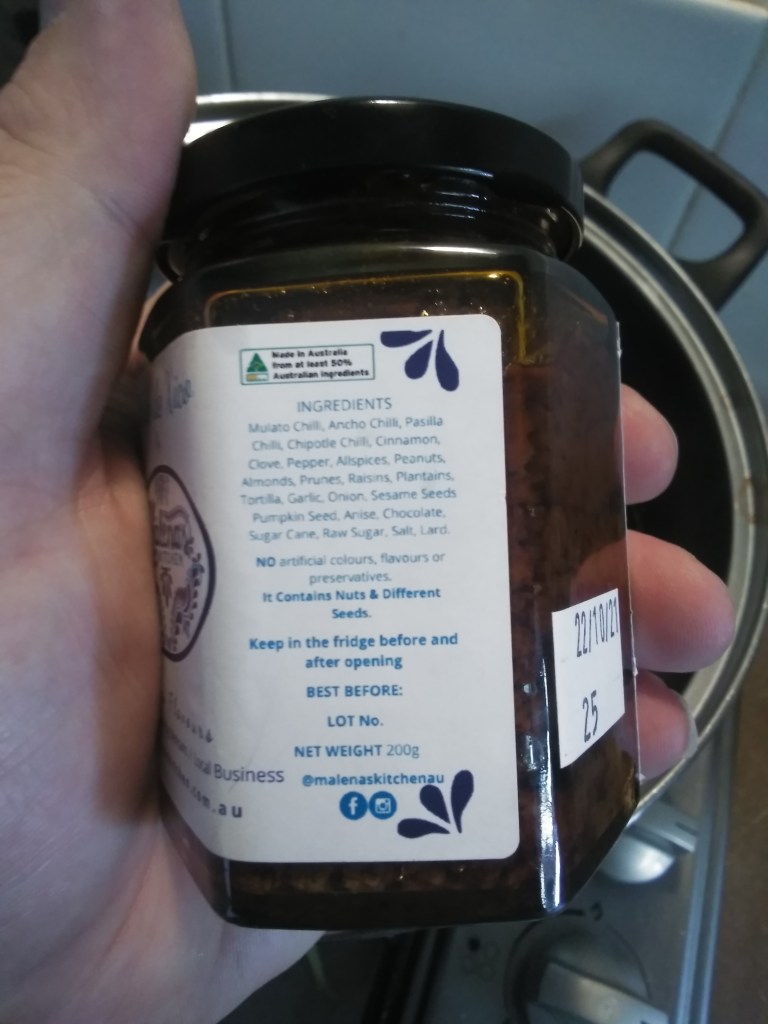 Made in Australia
from at least 50%
Australian ingredients
INGREDIENTS
Mulato Chilli, Ancho Chilli, Pasilla
Chilli, Chipotle Chilli, Cinnamon,
Clove, Pepper, Allspices, Peanuts,
Almonds, Prunes, Raisins, Plantains,
Tortilla, Garlic, Onion, Sesame Seeds
Pumpkin Seed, Anise, Chocolate,
Sugar Cane, Raw Sugar, Salt, Lard.
NO artificial colours, flavours or
preservatives.
It Contains Nuts & Different
Seeds.
Keep in the fridge before and
after opening
BEST BEFORE:
LOT No.
NET WEIGHT 200g
@malenaskitchenau
Business
.com.au
22/10/21
25